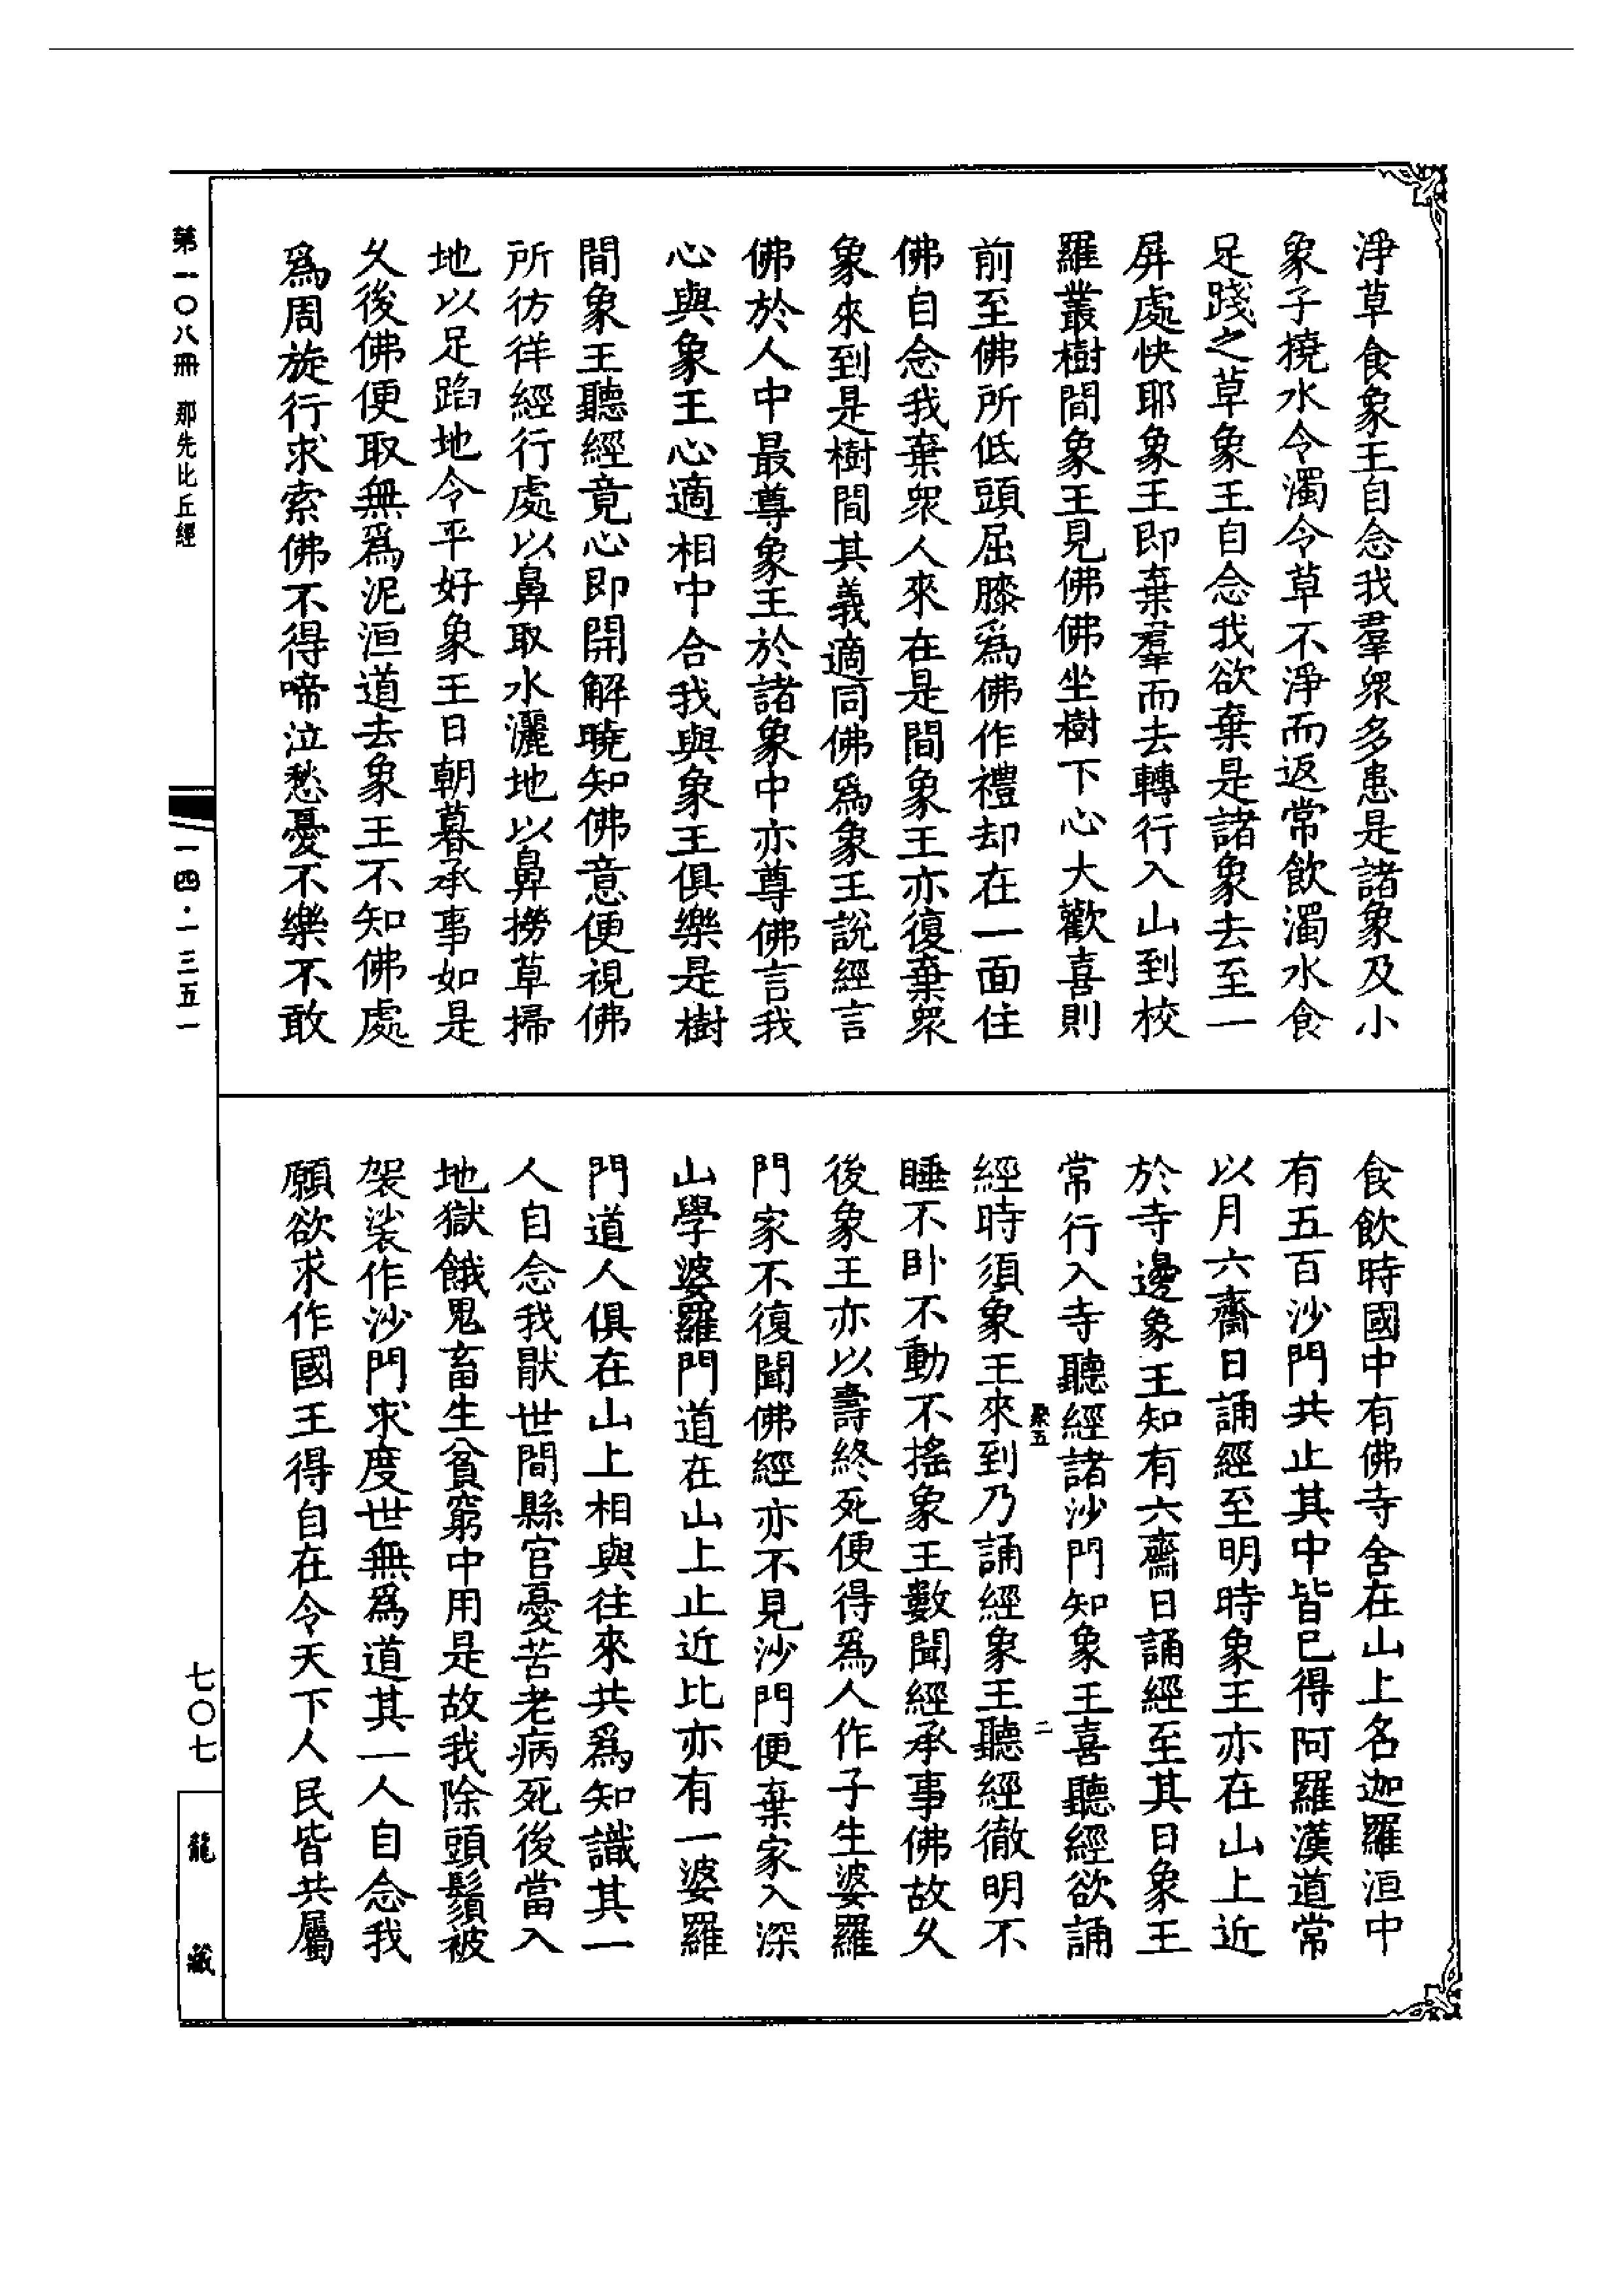 淨草食象王自念我羣衆多患是諸象及小
象子撓水令濁令草不淨而返常飲濁水食
足踐之草象王自念我欲棄是諸象去至一
屏處快耶象王即棄羣而去轉行入山到校
羅叢樹間象王見佛佛坐樹下心大歡喜則
前至佛所低頭屈膝爲佛作禮却在一面住
佛自念我棄衆人來在是間象王亦復棄衆
象來到是樹間其義適同佛爲象王說經言
佛於人中最尊象王於諸象中亦尊佛言我
心與象王心適相中合我與象王俱樂是樹
間象王聽經竟心即開解曉知佛意便視佛
所彷徉經行處以鼻取水灑地以鼻撈草掃
地以足蹈地令平好象王日朝暮承事如是
久後佛便取無爲泥洹道去象王不知佛處
爲周旋行求索佛不得啼泣愁憂不樂不敢
食飲時國中有佛寺舍在山上名迦羅洹中
有五百沙門共止其中皆已得阿羅漢道常
以月六齋日誦經至明時象王亦在山上近
於寺邊象王知有六齋日誦經至其日象王
常行入寺聽經諸沙門知象王喜聽經欲誦
聚五
二
經時須象王來到乃誦經象王聽經徹明不
睡不卧不動不搖象王數聞經承事佛故久
後象王亦以壽終死便得爲人作子生婆羅
門家不復聞佛經亦不見沙門便棄家入深
山學婆羅門道在山上止近比亦有一婆羅
門道人俱在山上相與往來共爲知識其一
人自念我猒世間縣官憂苦老病死後當入
地獄餓鬼畜生貧窮中用是故我除頭鬚被
袈裟作沙門求度世無爲道其一人自念我
願欲求作國王得自在令天下人民皆共屬
第一〇八冊 那先比丘經
一四·一三五一
七〇七
龍藏